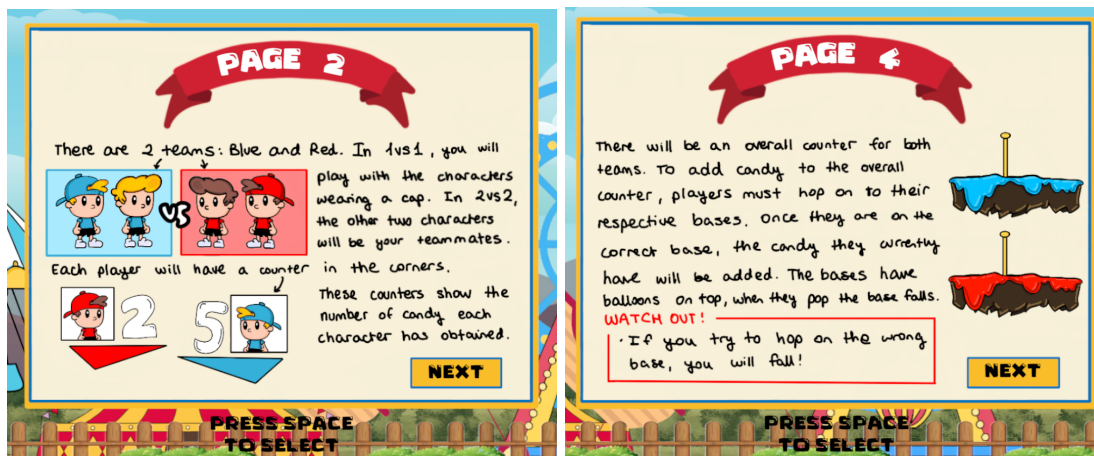 PAGE 2
There are 2 teams: Blue and Red. In 1vs1, you will
play with the characters
wearing a cap. In 2vs2,
the other two characters
will be your teammates.
VS
Each player will have a counter in the corners.
These counters show the
number of candy each
character has obtained.
2
5
NEXT
PRESS SPACE
TO SELECT
PAGE 4
There will be an overall counter for both
teams. To add candy to the overall
counter, players must hop on to their
respective bases. Once they are on the
correct base, the candy they currently
have will be added. The bases have
balloons on top, when they pop the base falls.
WATCH OUT!
· If you try to hop on the wrong
base, you will fall!
NEXT
PRESS SPACE
TO SELECT